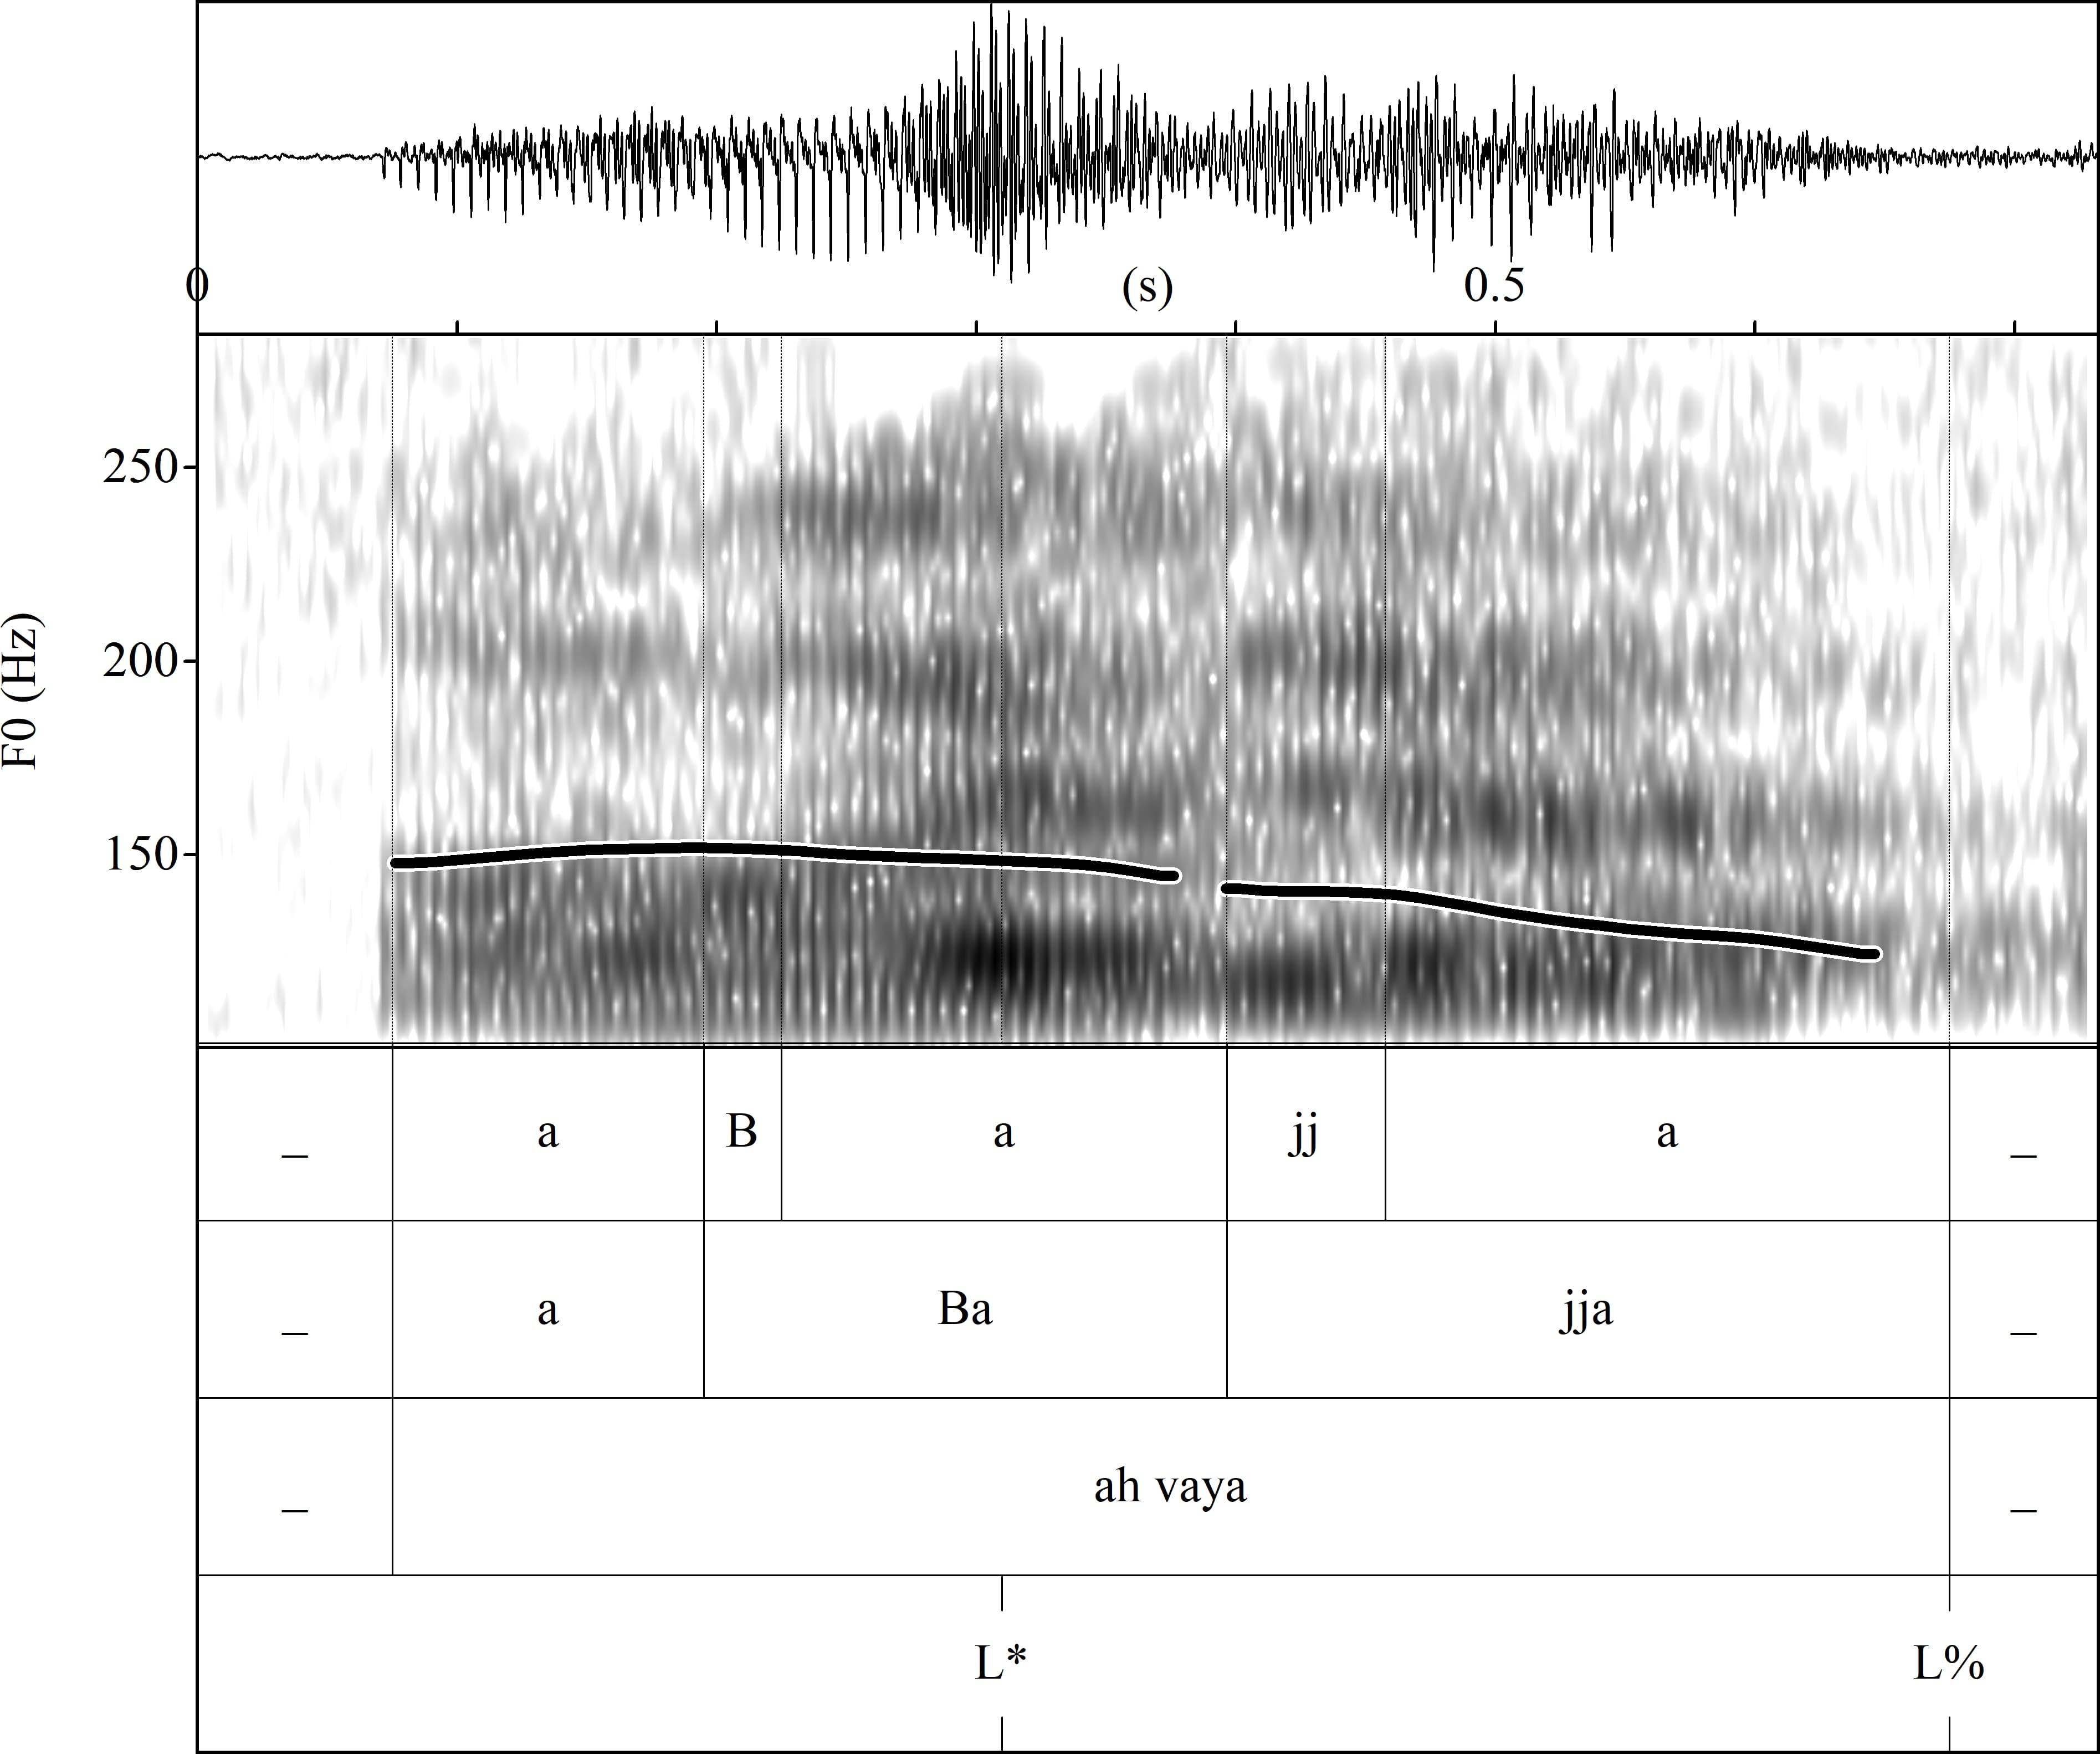 0 (s) 0.5
F0 (Hz)
250
200
150
_ a B a jj a _
_ a Ba jja _
_ ah vaya _
L* L%